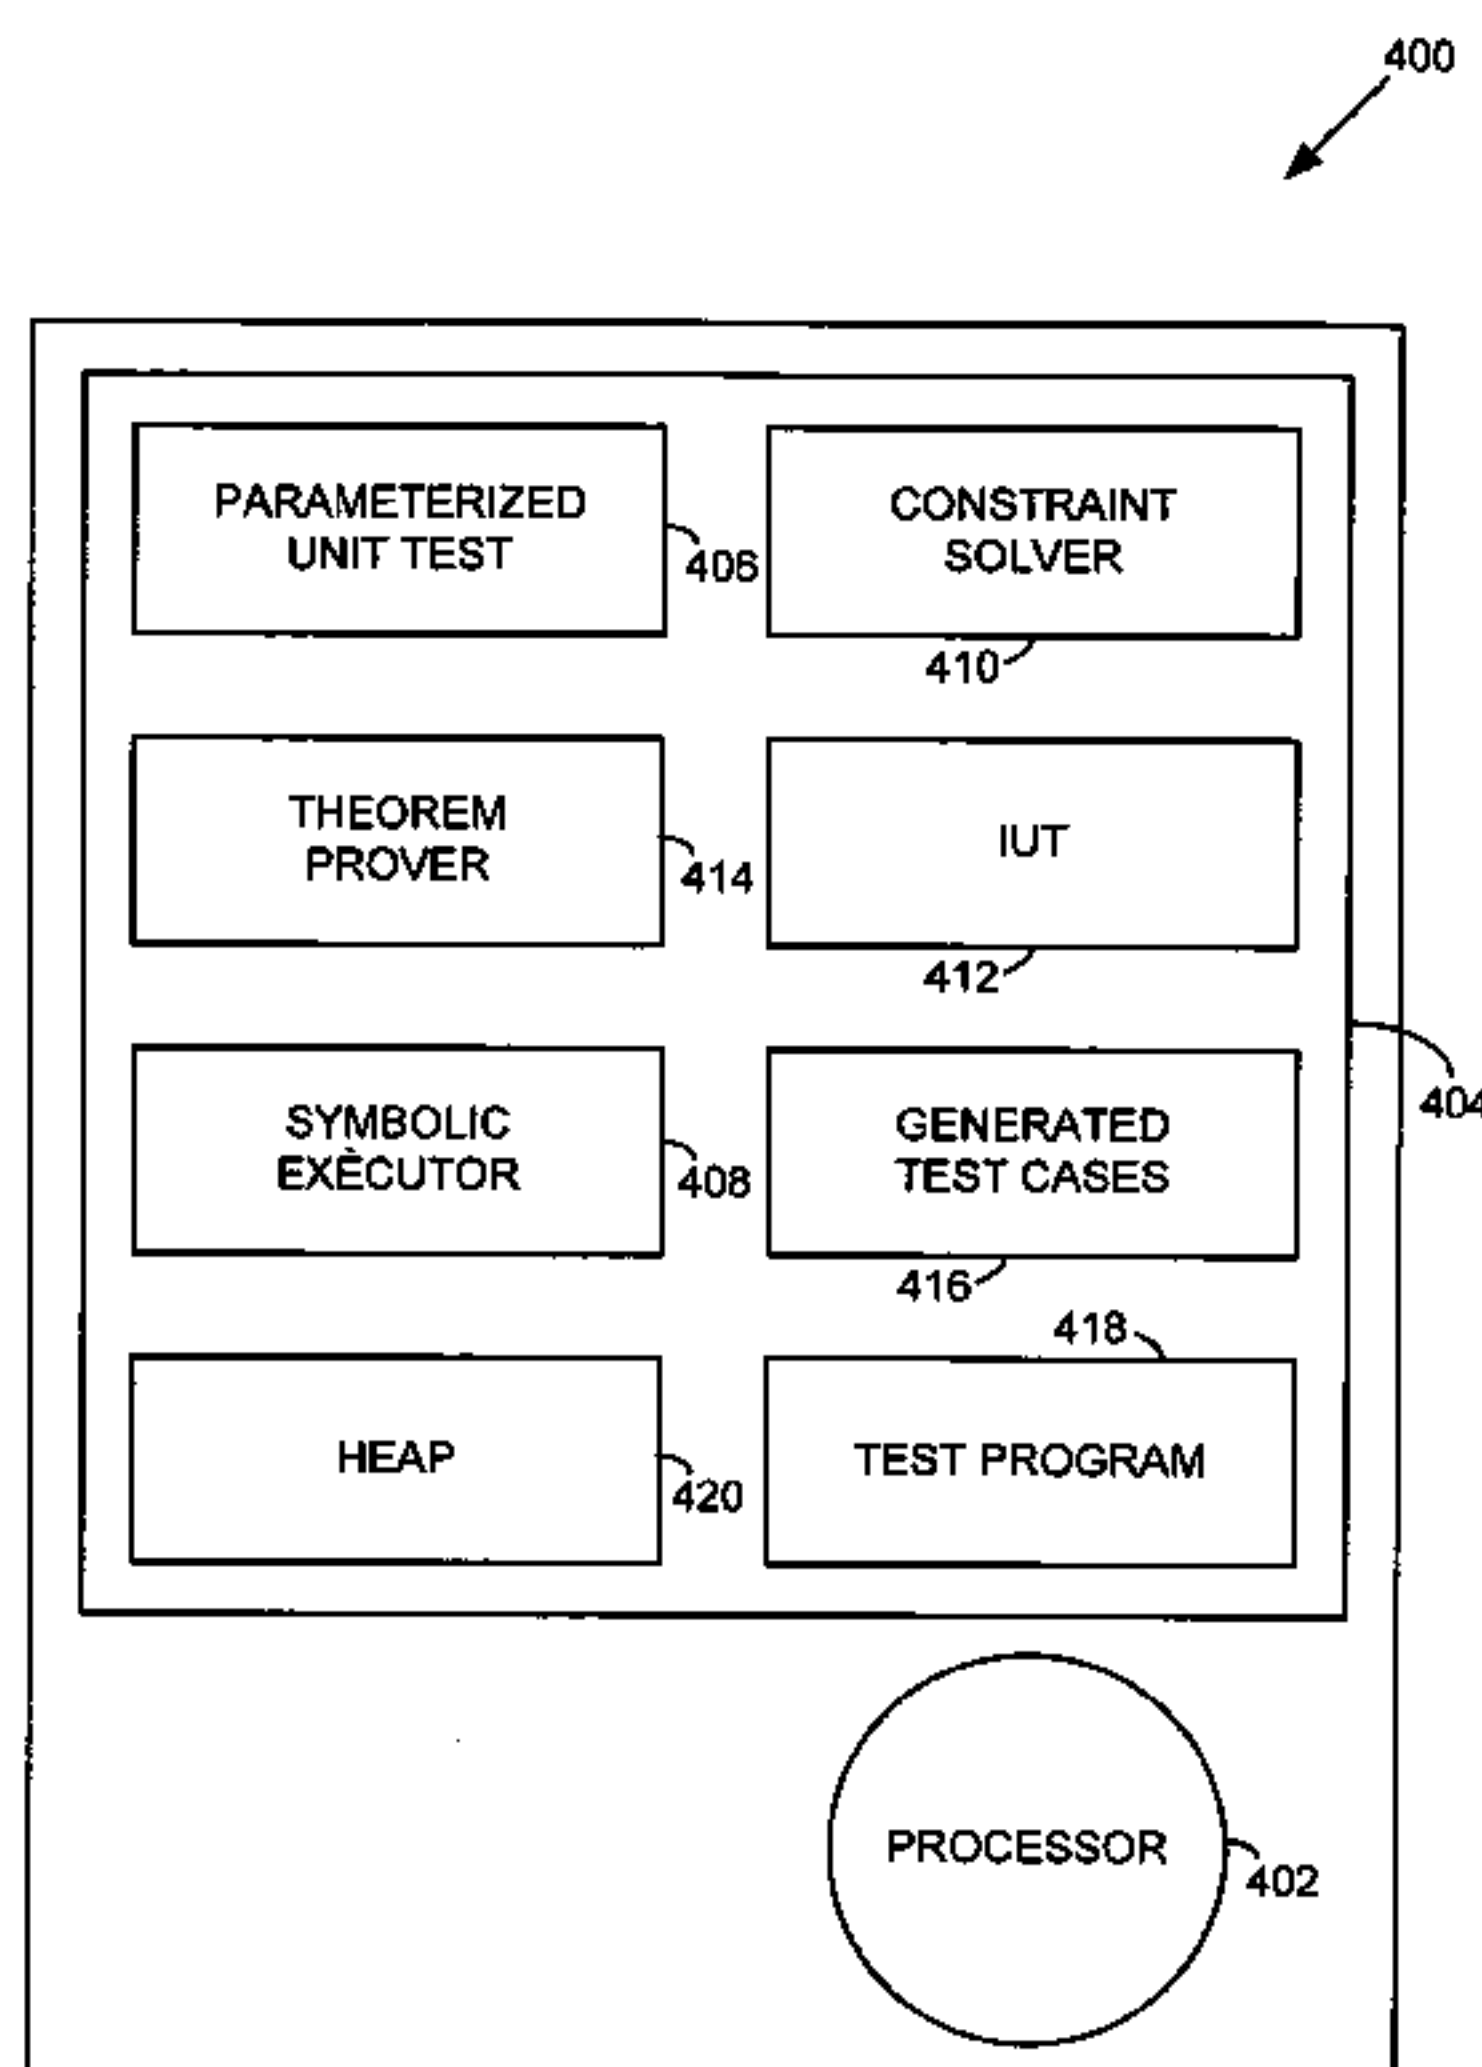 400
PARAMETERIZED
UNIT TEST
406
CONSTRAINT
SOLVER
410
THEOREM
PROVER
414
IUT
412
404
SYMBOLIC
EXECUTOR
408
GENERATED
TEST CASES
416
418
HEAP
420
TEST PROGRAM
PROCESSOR
402